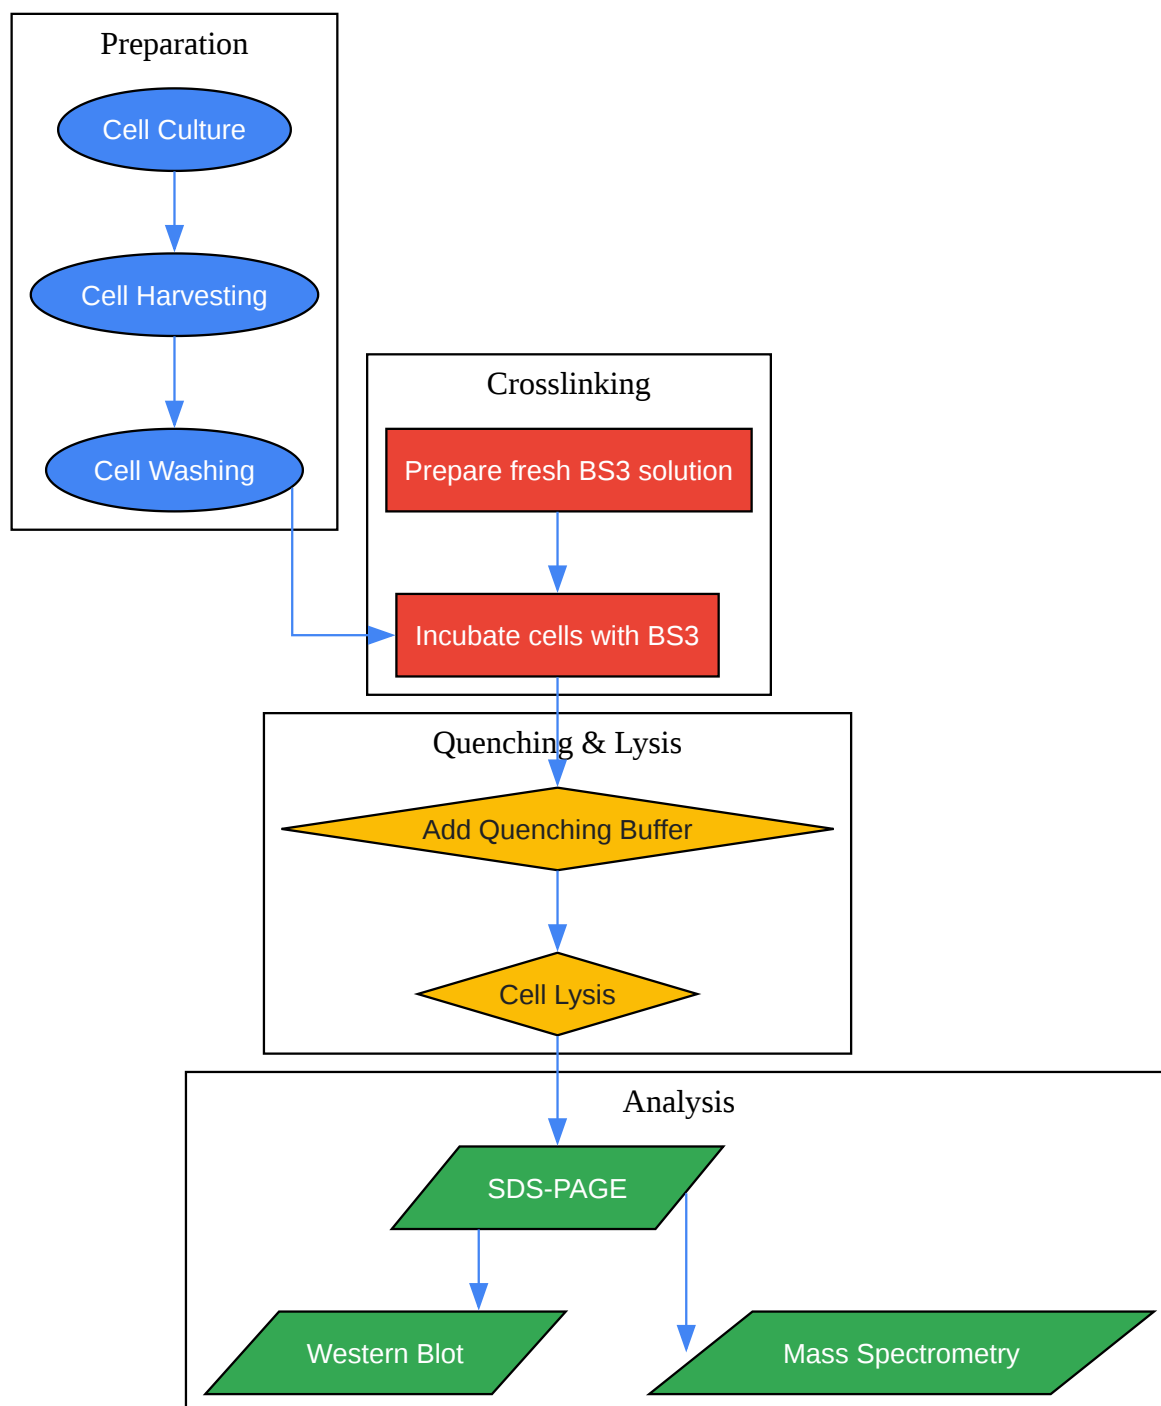 Preparation
Cell Culture
Cell Harvesting
Cell Washing
Crosslinking
Prepare fresh BS3 solution
Incubate cells with BS3
Quenching & Lysis
Add Quenching Buffer
Cell Lysis
Analysis
SDS-PAGE
Western Blot
Mass Spectrometry